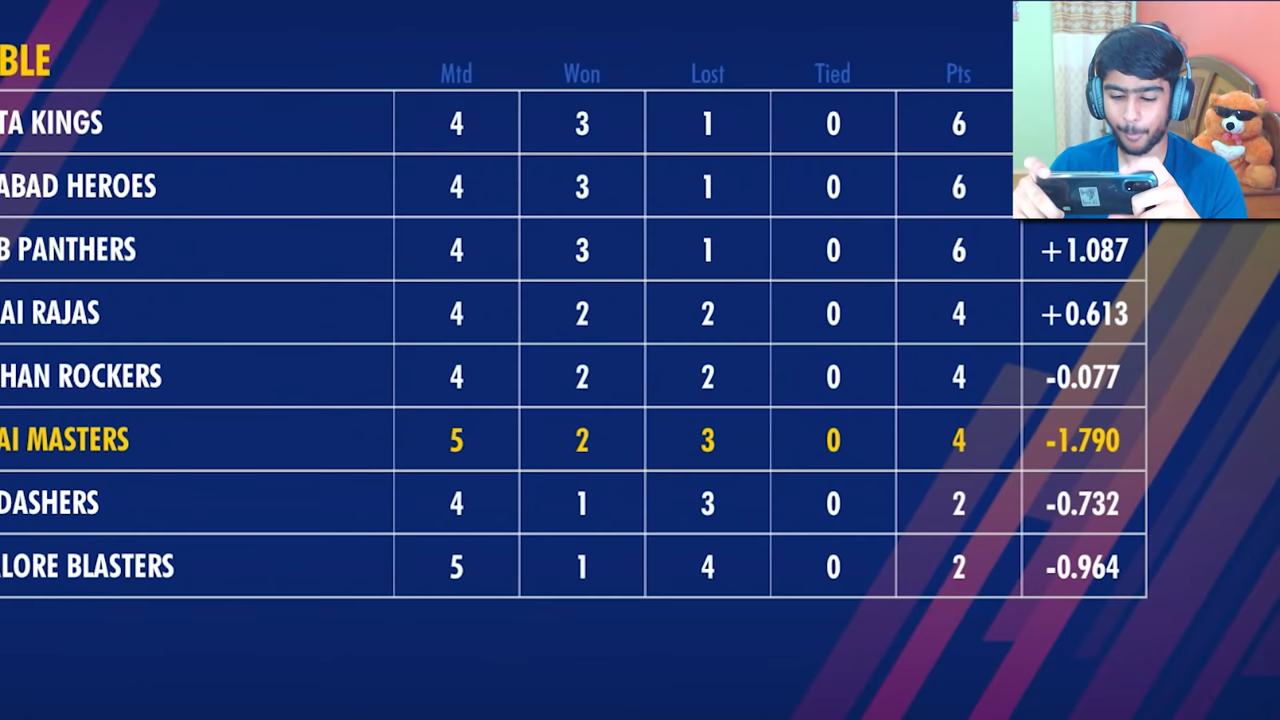 BLE
Mtd Won Lost Tied Pts
TA KINGS 4 3 1 0 6
ABAD HEROES 4 3 1 0 6
B PANTHERS 4 3 1 0 6 +1.087
AI RAJAS 4 2 2 0 4 +0.613
HAN ROCKERS 4 2 2 0 4 -0.077
AI MASTERS 5 2 3 0 4 -1.790
DASHERS 4 1 3 0 2 -0.732
LORE BLASTERS 5 1 4 0 2 -0.964